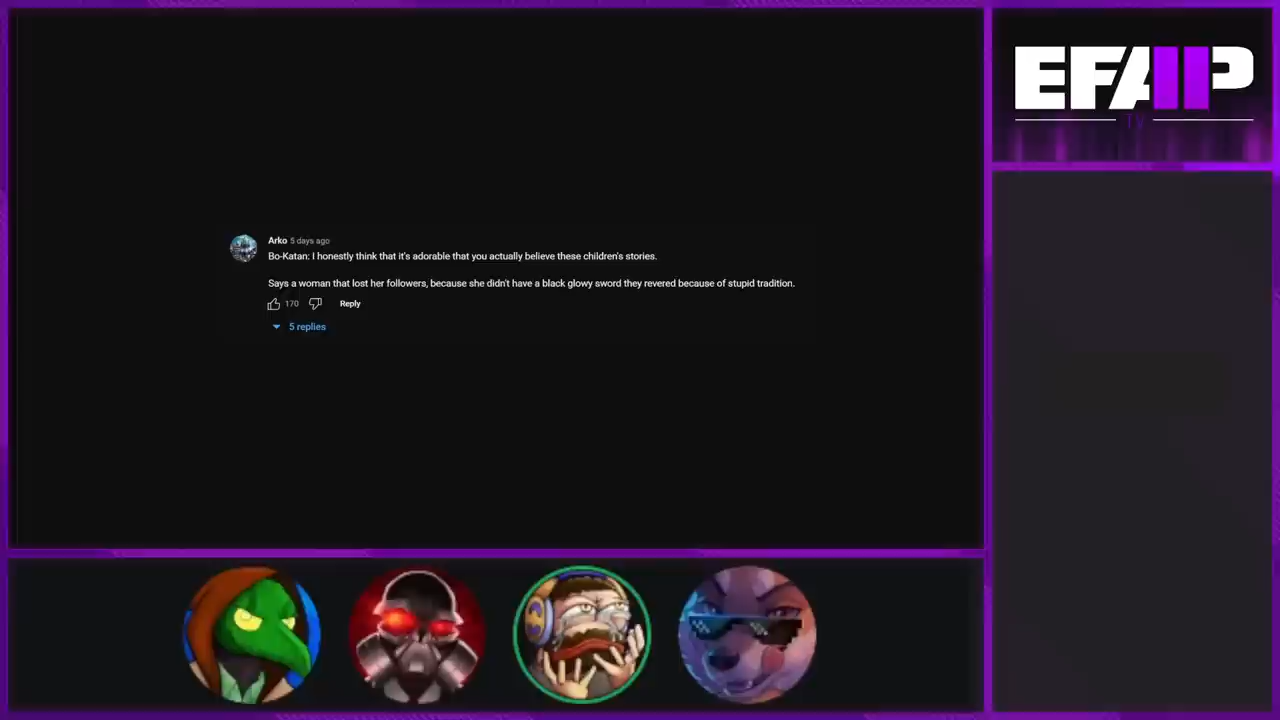 EFAP
TV
Arko 5 days ago
Bo-Katan: I honestly think that it's adorable that you actually believe these children's stories.
Says a woman that lost her followers, because she didn't have a black glowy sword they revered because of stupid tradition.
170 Reply
5 replies